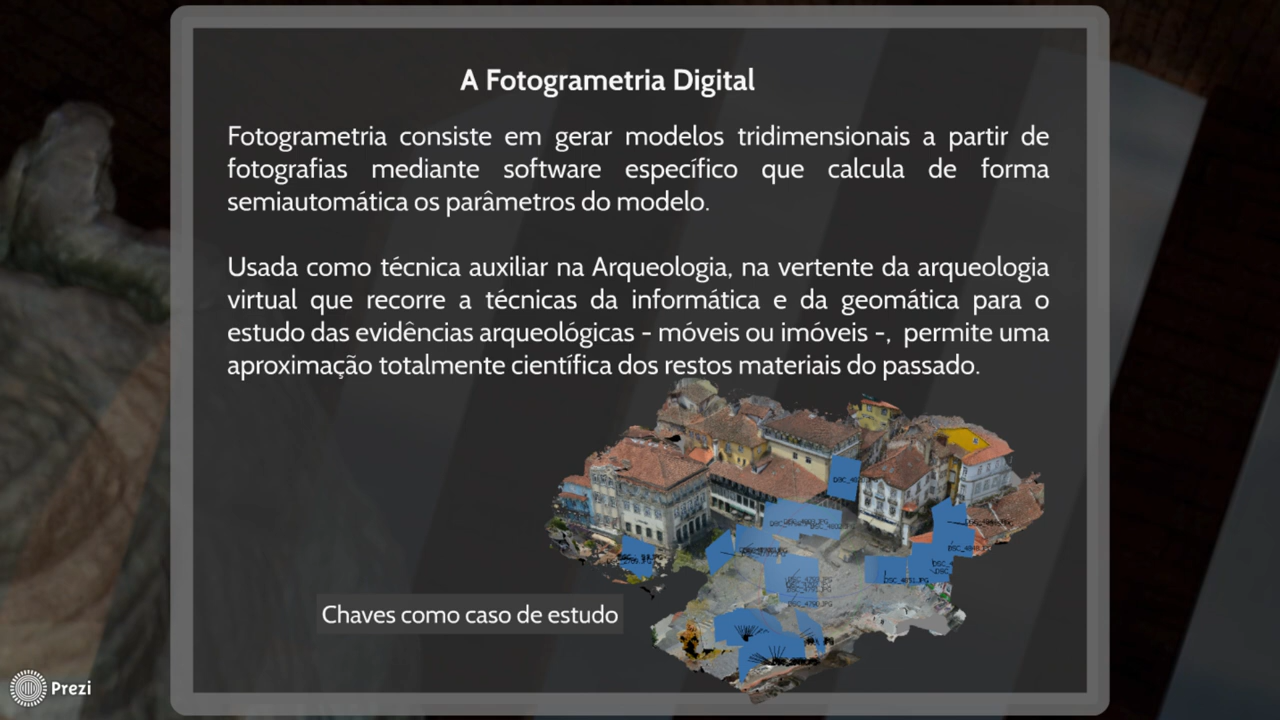 A Fotogrametria Digital
Fotogrametria consiste em gerar modelos tridimensionais a partir de
fotografias mediante software específico que calcula de forma
semiautomática os parâmetros do modelo.
Usada como técnica auxiliar na Arqueologia, na vertente da arqueologia
virtual que recorre a técnicas da informática e da geomática para o
estudo das evidências arqueológicas - móveis ou imóveis -, permite uma
aproximação totalmente científica dos restos materiais do passado.
Chaves como caso de estudo
Prezi